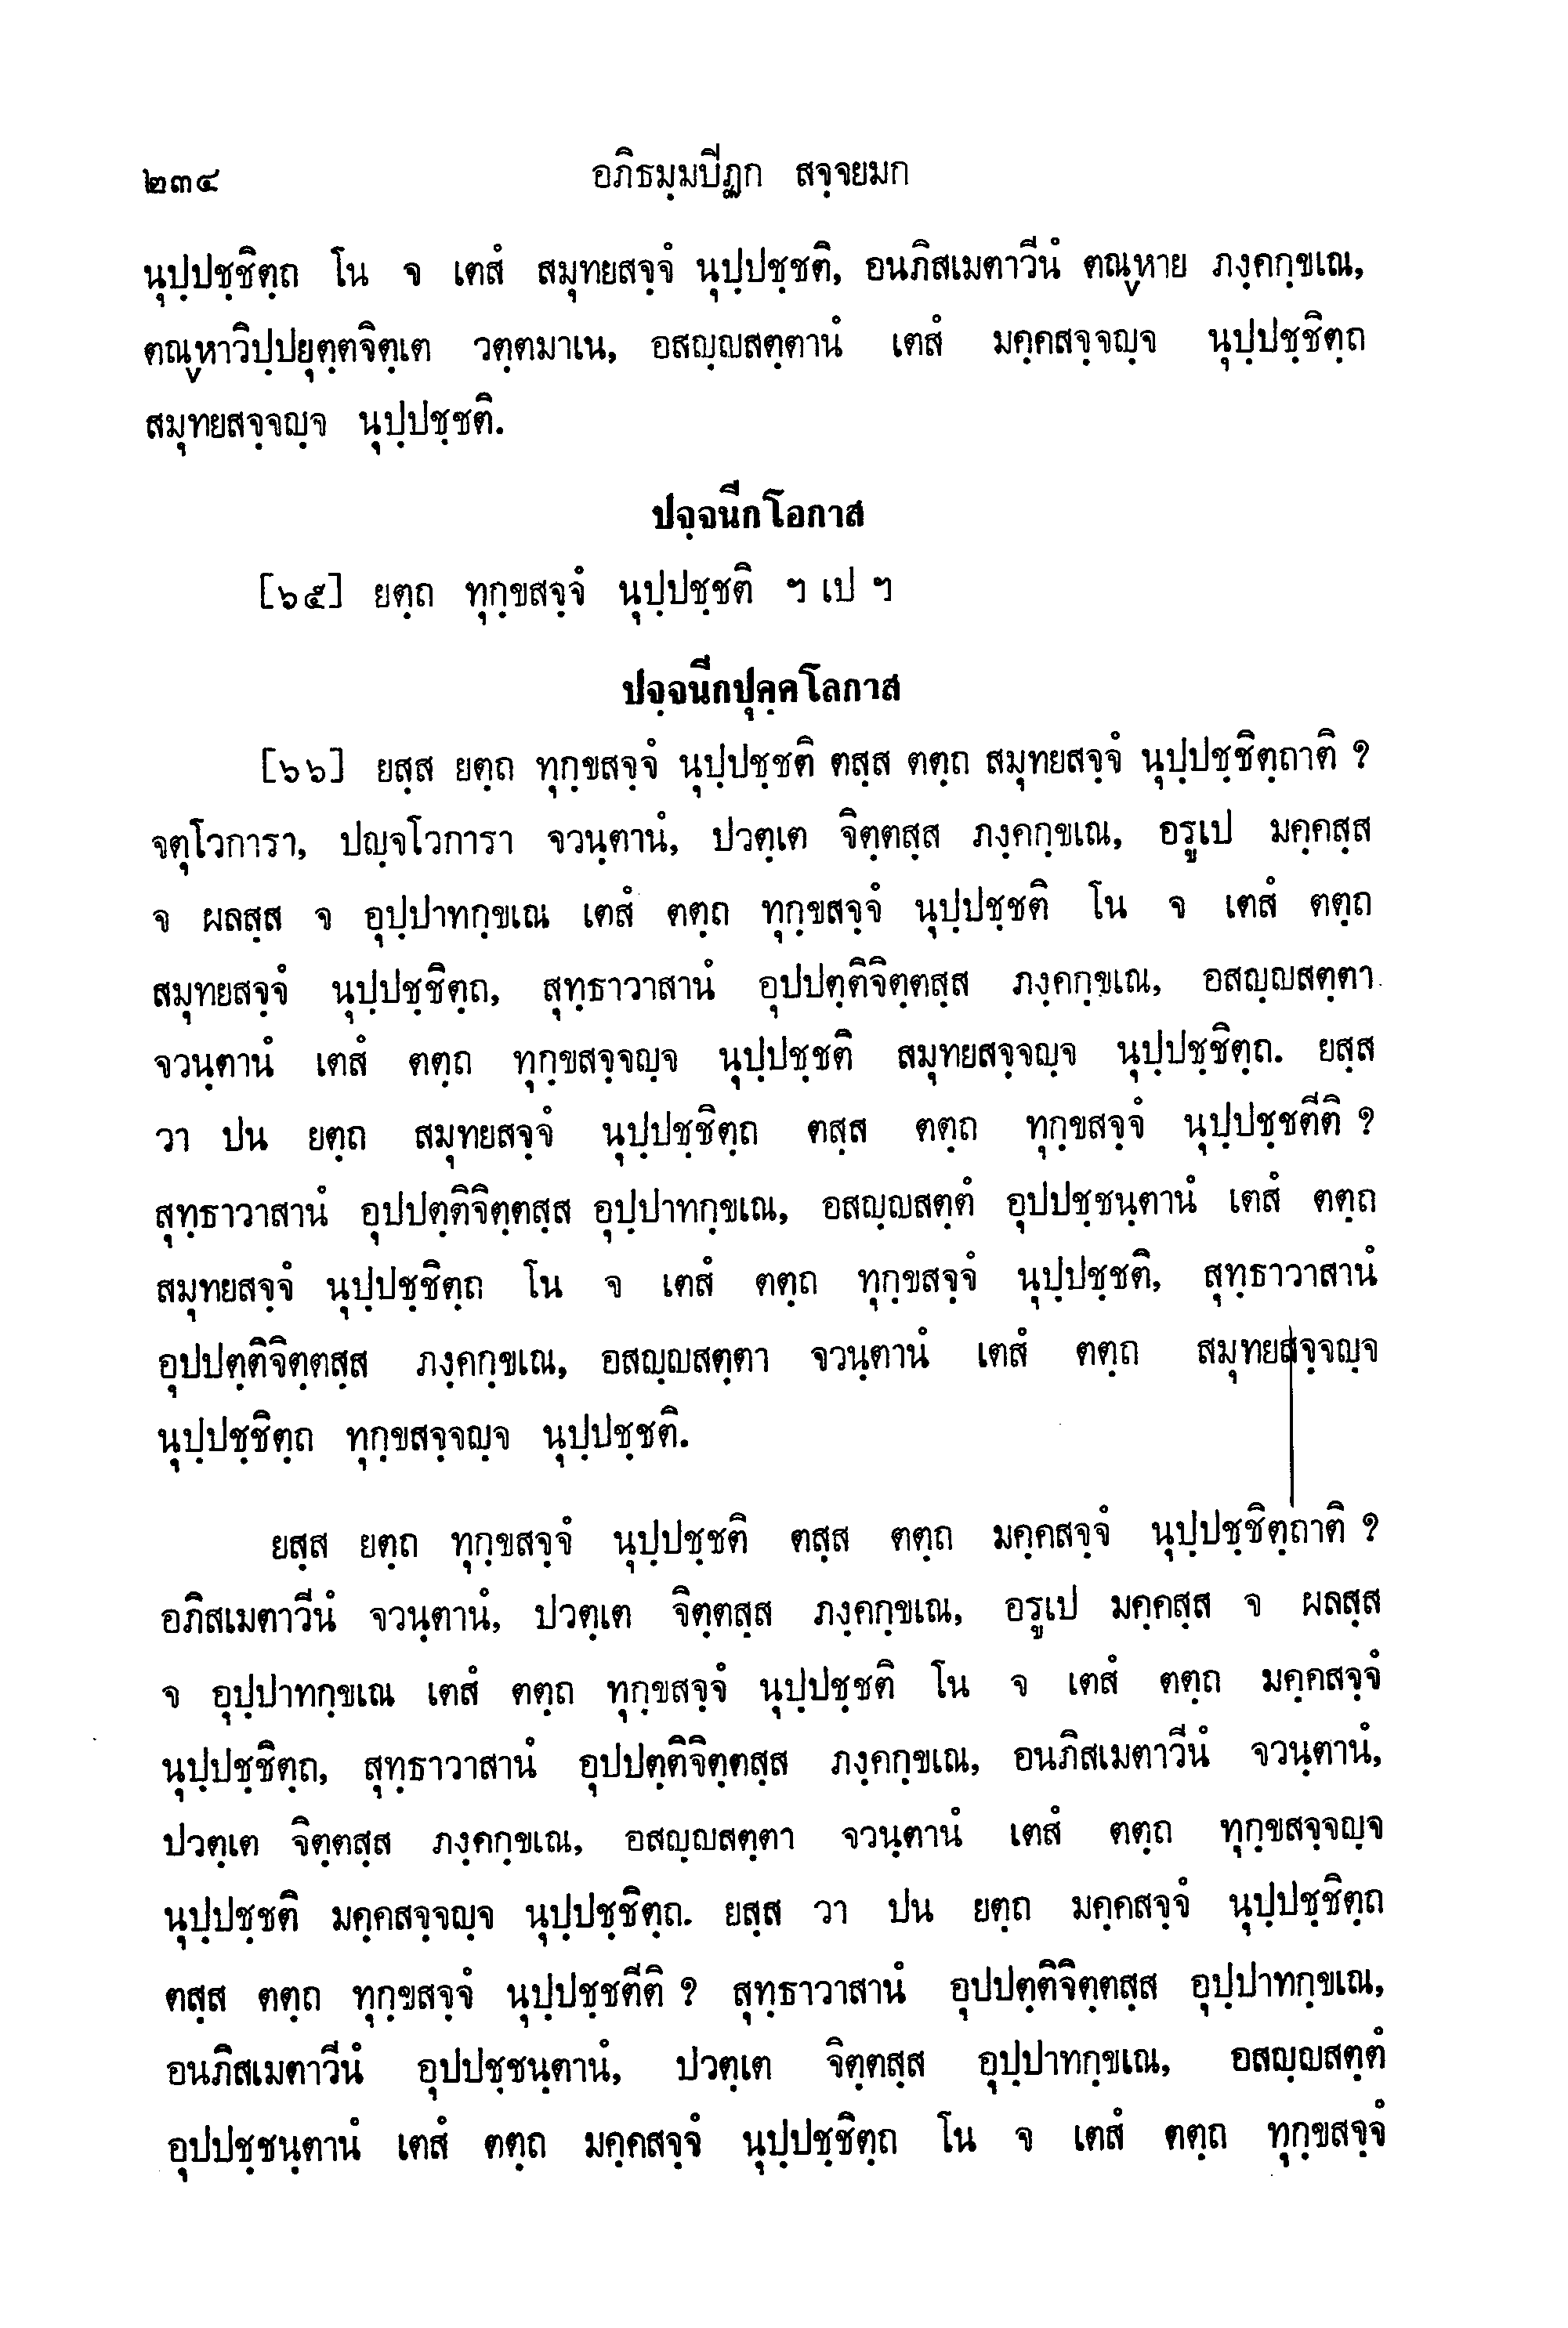 ๒๓๔ อภิธมฺมปีฏก สจฺจยมก
นุปฺปชฺชิตฺถ โน จ เตสํ สมุทยสจฺจํ นุปฺปชฺชติ, อนภิสเมตาวีนํ ตณฺหาย ภงฺคกฺขเณ,
ตณฺหาวิปฺปยุตฺตจิตฺเต วตฺตมาเน, อสญฺญสตฺตานํ เตสํ มคฺคสจฺจญฺจ นุปฺปชฺชิตฺถ
สมุทยสจฺจญฺจ นุปฺปชฺชติ.
ปจฺจนีกโอกาส
[๖๕] ยตฺถ ทุกฺขสจฺจํ นุปฺปชฺชติ ฯ เป ฯ
ปจฺจนีกปุคฺคโลกาส
[๖๖] ยสฺส ยตฺถ ทุกฺขสจฺจํ นุปฺปชฺชติ ตสฺส ตตฺถ สมุทยสจฺจํ นุปฺปชฺชิตฺถาติ ?
จตุโวการา, ปญฺจโวการา จวนฺตานํ, ปวตฺเต จิตฺตสฺส ภงฺคกฺขเณ, อรูเป มคฺคสฺส
จ ผลสฺส จ อุปฺปาทกฺขเณ เตสํ ตตฺถ ทุกฺขสจฺจํ นุปฺปชฺชติ โน จ เตสํ ตตฺถ
สมุทยสจฺจํ นุปฺปชฺชิตฺถ, สุทฺธาวาสานํ อุปปตฺติจิตฺตสฺส ภงฺคกฺขเณ, อสญฺญสตฺตา
จวนฺตานํ เตสํ ตตฺถ ทุกฺขสจฺจญฺจ นุปฺปชฺชติ สมุทยสจฺจญฺจ นุปฺปชฺชิตฺถ. ยสฺส
วา ปน ยตฺถ สมุทยสจฺจํ นุปฺปชฺชิตฺถ ตสฺส ตตฺถ ทุกฺขสจฺจํ นุปฺปชฺชตีติ ?
สุทฺธาวาสานํ อุปปตฺติจิตฺตสฺส อุปฺปาทกฺขเณ, อสญฺญสตฺตํ อุปปชฺชนฺตานํ เตสํ ตตฺถ
สมุทยสจฺจํ นุปฺปชฺชิตฺถ โน จ เตสํ ตตฺถ ทุกฺขสจฺจํ นุปฺปชฺชติ, สุทฺธาวาสานํ
อุปปตฺติจิตฺตสฺส ภงฺคกฺขเณ, อสญฺญสตฺตา จวนฺตานํ เตสํ ตตฺถ สมุทยสจฺจญฺจ
นุปฺปชฺชิตฺถ ทุกฺขสจฺจญฺจ นุปฺปชฺชติ.
ยสฺส ยตฺถ ทุกฺขสจฺจํ นุปฺปชฺชติ ตสฺส ตตฺถ มคฺคสจฺจํ นุปฺปชฺชิตฺถาติ ?
อภิสเมตาวีนํ จวนฺตานํ, ปวตฺเต จิตฺตสฺส ภงฺคกฺขเณ, อรูเป มคฺคสฺส จ ผลสฺส
จ อุปฺปาทกฺขเณ เตสํ ตตฺถ ทุกฺขสจฺจํ นุปฺปชฺชติ โน จ เตสํ ตตฺถ มคฺคสจฺจํ
นุปฺปชฺชิตฺถ, สุทฺธาวาสานํ อุปปตฺติจิตฺตสฺส ภงฺคกฺขเณ, อนภิสเมตาวีนํ จวนฺตานํ,
ปวตฺเต จิตฺตสฺส ภงฺคกฺขเณ, อสญฺญสตฺตา จวนฺตานํ เตสํ ตตฺถ ทุกฺขสจฺจญฺจ
นุปฺปชฺชติ มคฺคสจฺจญฺจ นุปฺปชฺชิตฺถ. ยสฺส วา ปน ยตฺถ มคฺคสจฺจํ นุปฺปชฺชิตฺถ
ตสฺส ตตฺถ ทุกฺขสจฺจํ นุปฺปชฺชตีติ ? สุทฺธาวาสานํ อุปปตฺติจิตฺตสฺส อุปฺปาทกฺขเณ,
อนภิสเมตาวีนํ อุปปชฺชนฺตานํ, ปวตฺเต จิตฺตสฺส อุปฺปาทกฺขเณ, อสญฺญสตฺตํ
อุปปชฺชนฺตานํ เตสํ ตตฺถ มคฺคสจฺจํ นุปฺปชฺชิตฺถ โน จ เตสํ ตตฺถ ทุกฺขสจฺจํ